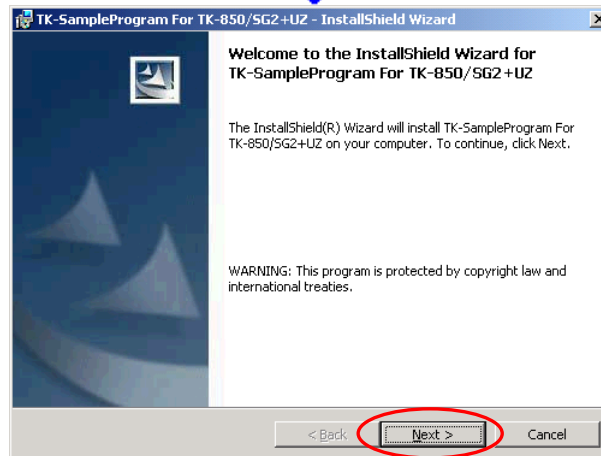 TK-SampleProgram For TK-850/SG2+UZ - InstallShield Wizard
Welcome to the InstallShield Wizard for
TK-SampleProgram For TK-850/SG2+UZ
The InstallShield(R) Wizard will install TK-SampleProgram For
TK-850/SG2+UZ on your computer. To continue, click Next.
WARNING: This program is protected by copyright law and
international treaties.
< Back Next > Cancel